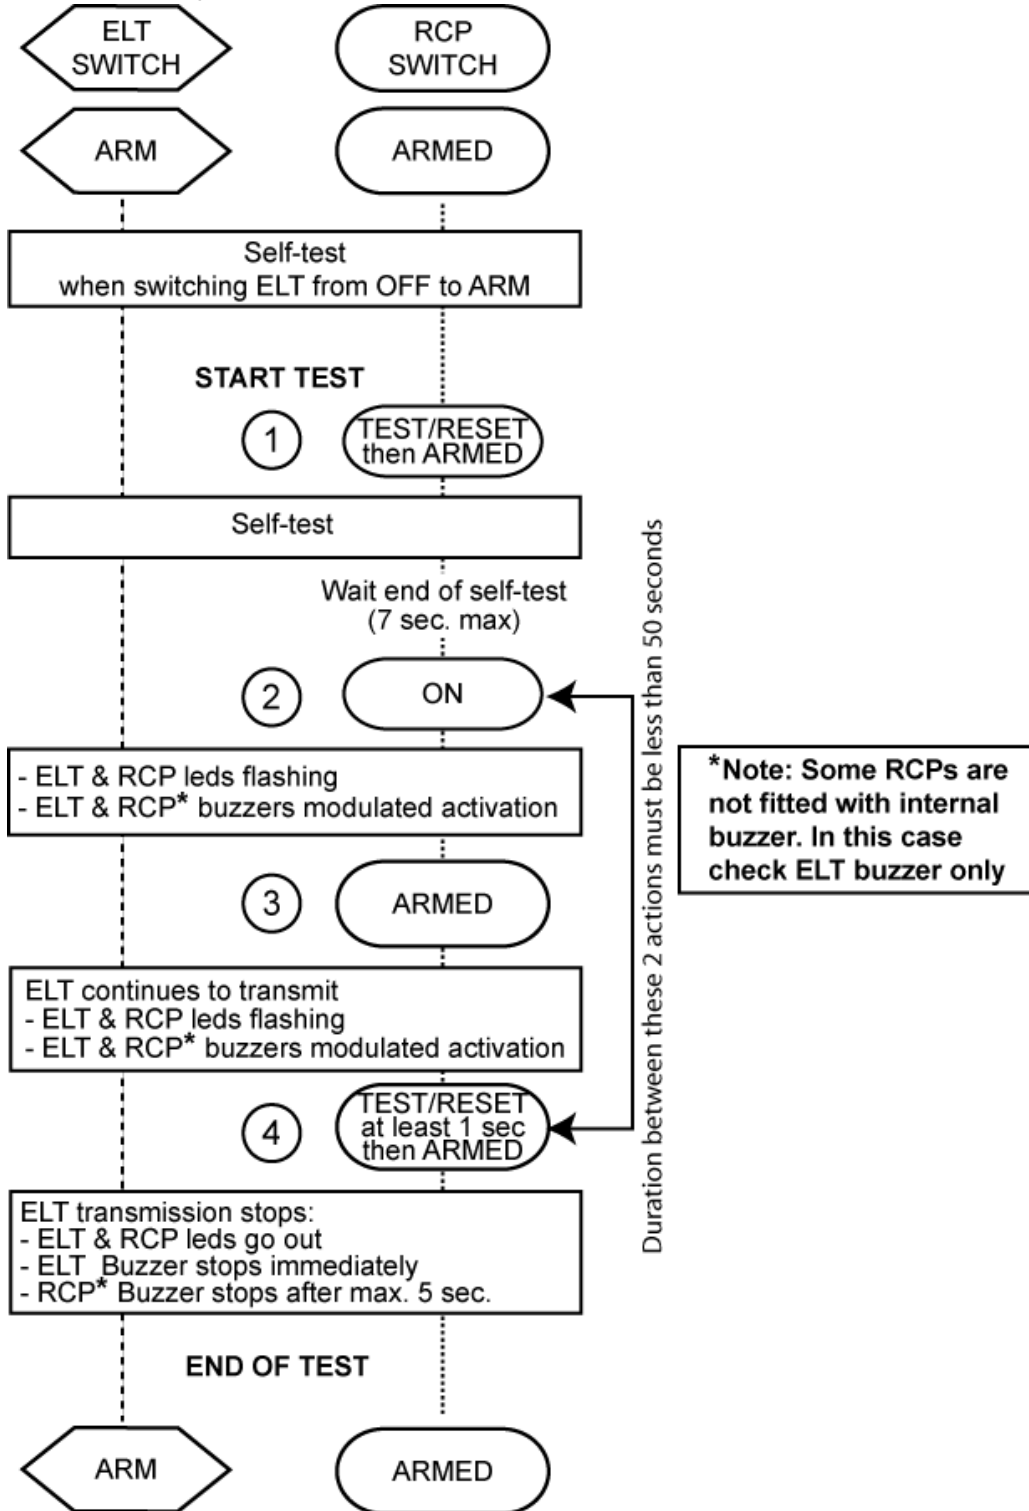 ELT
SWITCH
RCP
SWITCH
ARM
ARMED
Self-test
when switching ELT from OFF to ARM
START TEST
1
TEST/RESET
then ARMED
Self-test
Wait end of self-test
(7 sec. max)
2
ON
- ELT & RCP leds flashing
- ELT & RCP* buzzers modulated activation
3
ARMED
ELT continues to transmit
- ELT & RCP leds flashing
- ELT & RCP* buzzers modulated activation
4
TEST/RESET
at least 1 sec
then ARMED
ELT transmission stops:
- ELT & RCP leds go out
- ELT Buzzer stops immediately
- RCP* Buzzer stops after max. 5 sec.
END OF TEST
ARM
ARMED
Duration between these 2 actions must be less than 50 seconds
*Note: Some RCPs are
not fitted with internal
buzzer. In this case
check ELT buzzer only